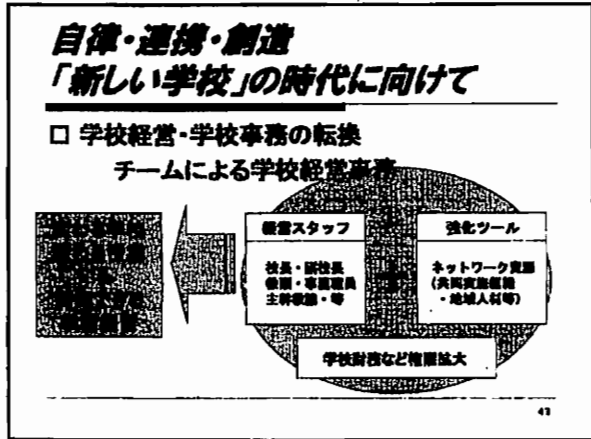 自律・連携・創造
「新しい学校」の時代に向けて
□ 学校経営・学校事務の転換
チームによる学校経営事務
経営スタッフ
校長・副校長
教頭・事務職員
主幹教諭・等
強化ツール
ネットワーク資源
(共同実施組織
・地域人材等)
学校財務など権限拡大